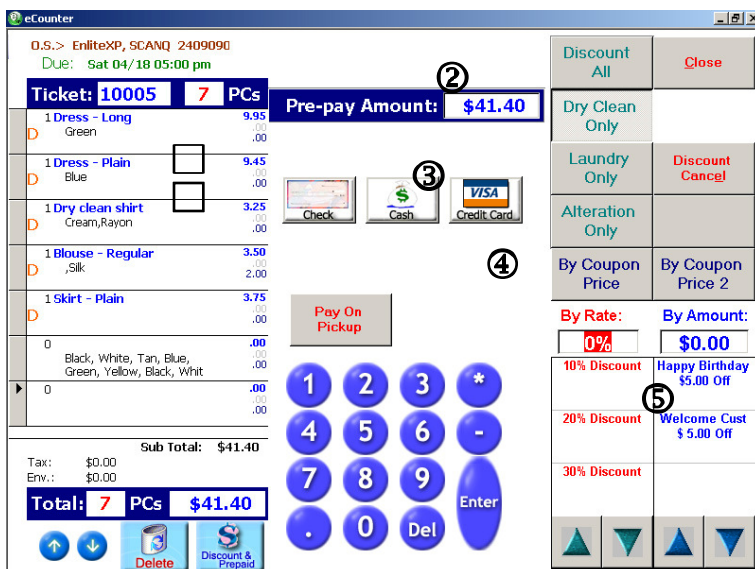 eCounter
O.S.> EnliteXP, SCANQ 2409090
Due: Sat 04/18 05:00 pm
Ticket: 10005 7 PCs
1 Dress - Long 9.95
Green .00
D .00
1 Dress - Plain 9.45
Blue .00
D .00
1 Dry clean shirt 3.25
Cream,Rayon .00
D .00
1 Blouse - Regular 3.50
,Silk .00
D 2.00
1 Skirt - Plain 3.75
.00
D .00
0 .00
Black, White, Tan, Blue, .00
Green, Yellow, Black, Whit .00
0 .00
.00
.00
Sub Total: $41.40
Tax: $0.00
Env.: $0.00
Total: 7 PCs $41.40
Delete
Discount &
Prepaid
②
Pre-pay Amount: $41.40
③
Check
Cash
VISA
Credit Card
④
Pay On
Pickup
1 2 3 *
4 5 6 -
7 8 9
Enter
. 0 Del
Discount
All
Close
Dry Clean
Only
Laundry
Only
Discount
Cancel
Alteration
Only
By Coupon
Price
By Coupon
Price 2
By Rate: By Amount:
0% $0.00
10% Discount
Happy Birthday
$5.00 Off
⑤
20% Discount
Welcome Cust
$ 5.00 Off
30% Discount